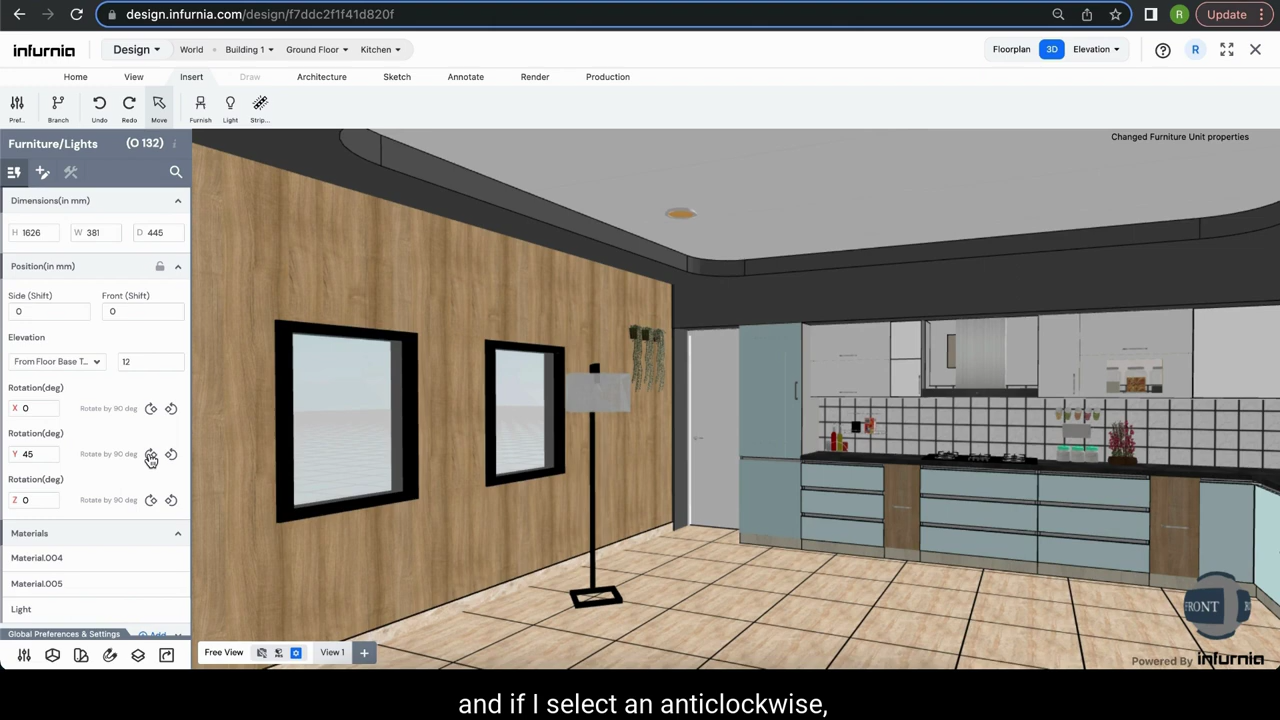 design.infurnia.com/design/f7ddc2f1f41d820f
R
Update
infurnia
Design
World
Building 1
Ground Floor
Kitchen
Floorplan
3D
Elevation
R
Home
View
Insert
Draw
Architecture
Sketch
Annotate
Render
Production
Pref..
Branch
Undo
Redo
Move
Furnish
Light
Strip...
Furniture/Lights
(O 132)
i
Changed Furniture Unit properties
Dimensions(in mm)
H 1626
W 381
D 445
Position(in mm)
Side (Shift)
Front (Shift)
0
0
Elevation
From Floor Base T...
12
Rotation(deg)
X 0
Rotate by 90 deg
Rotation(deg)
Y 45
Rotate by 90 deg
Rotation(deg)
Z 0
Rotate by 90 deg
Materials
Material.004
Material.005
Light
Global Preferences & Settings
Add
FRONT
Free View
View 1
+
Powered By infurnia
and if I select an anticlockwise,